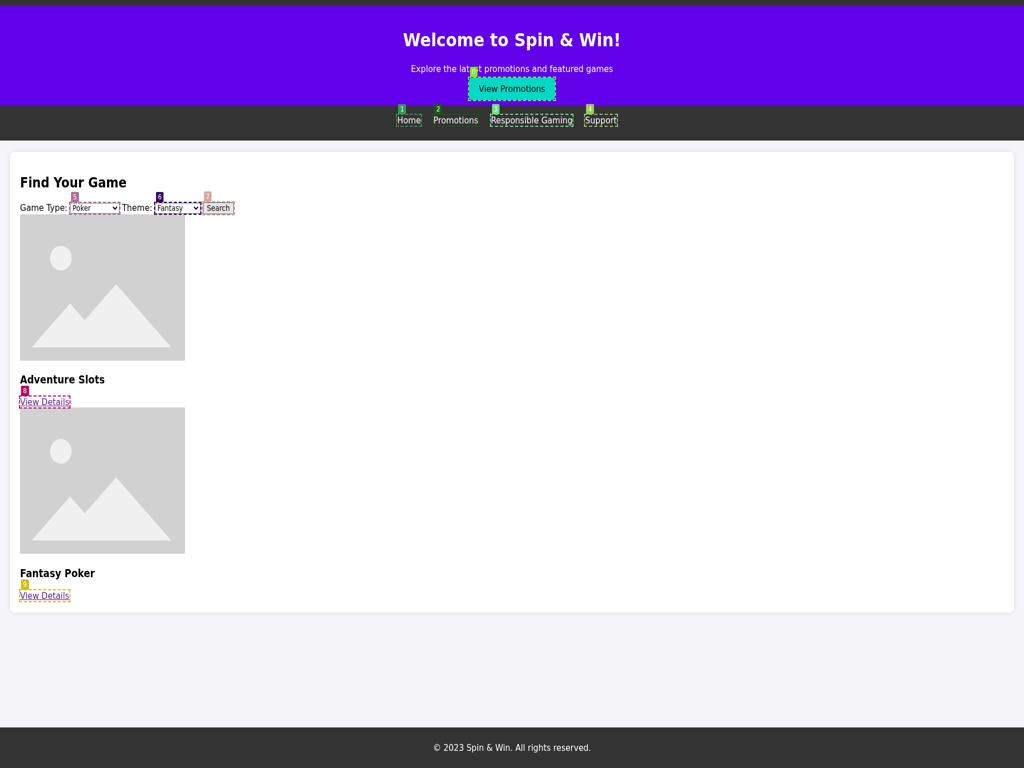 Welcome to Spin & Win!
Explore the latest promotions and featured games
0
View Promotions
1 2 3 4
Home Promotions Responsible Gaming Support
Find Your Game
5 6 7
Game Type: Poker Theme: Fantasy Search
Adventure Slots
8
View Details
Fantasy Poker
9
View Details
© 2023 Spin & Win. All rights reserved.